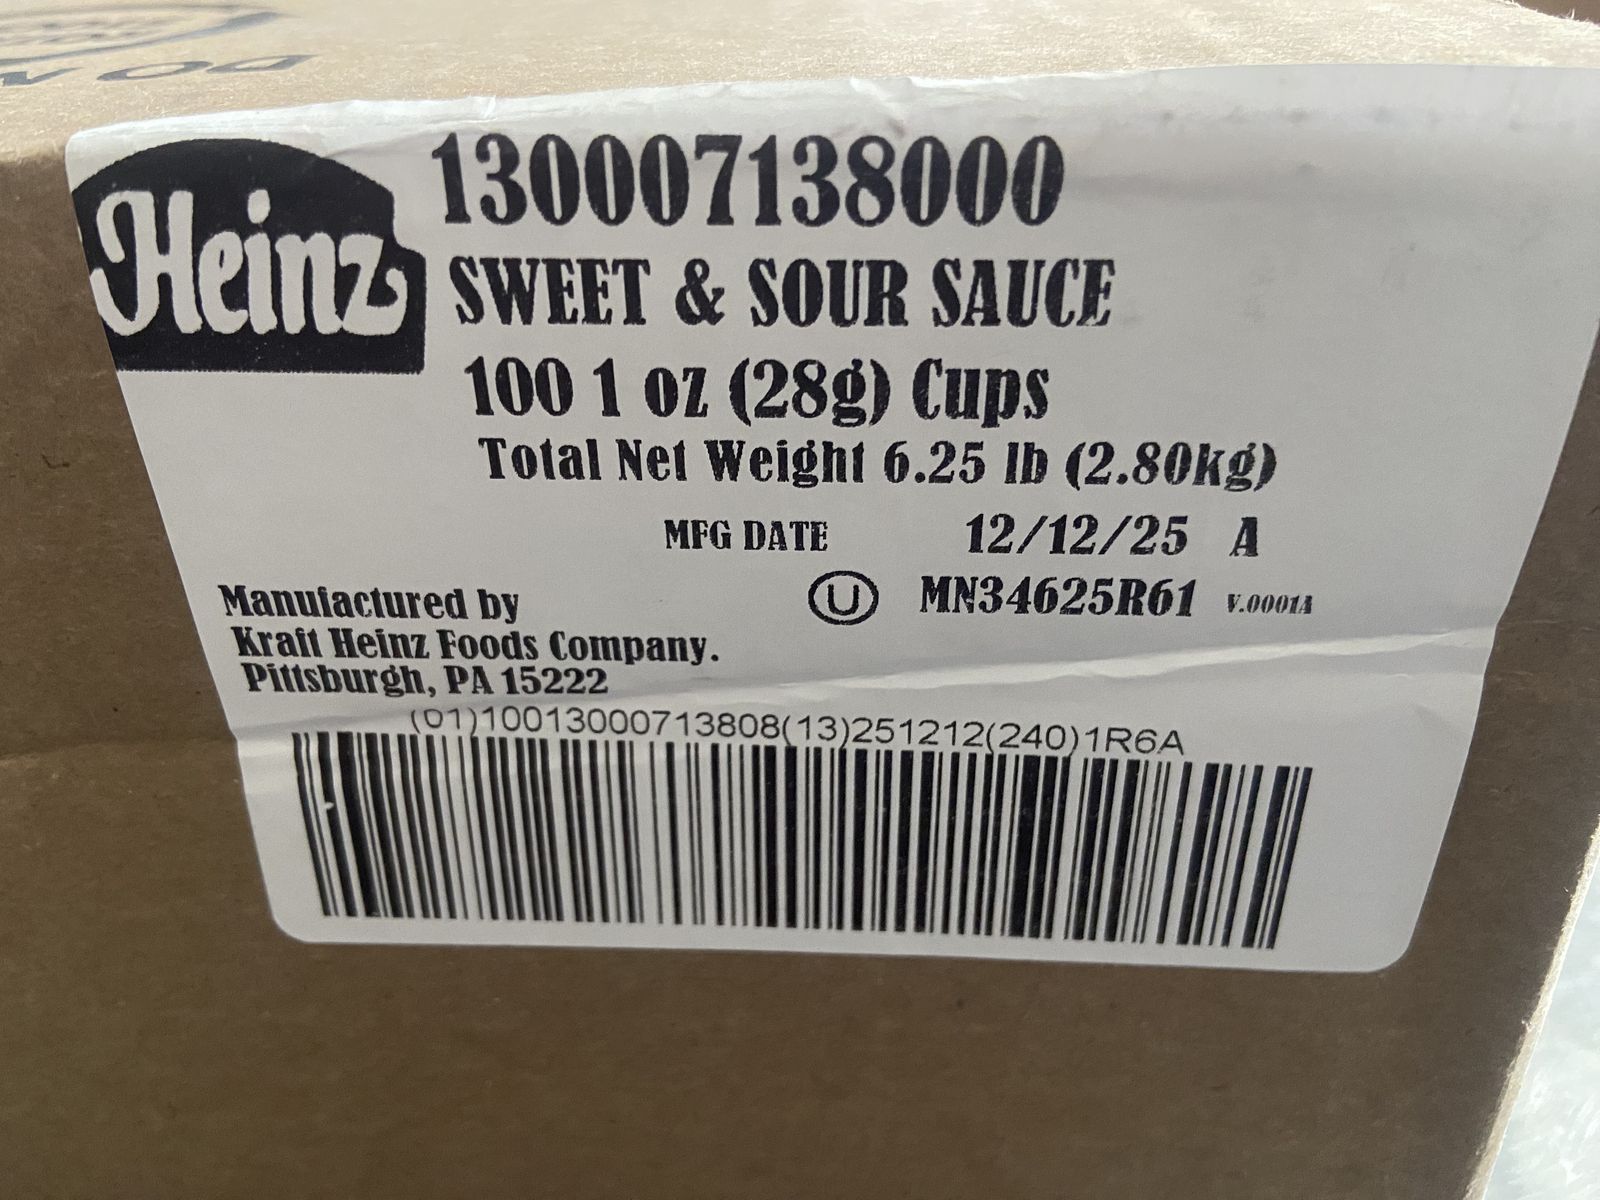 Heinz
130007138000
SWEET & SOUR SAUCE
100 1 oz (28g) Cups
Total Net Weight 6.25 lb (2.80kg)
MFG DATE 12/12/25 A
U MN34625R61 V.0001A
Manufactured by
Kraft Heinz Foods Company.
Pittsburgh, PA 15222
(01)10013000713808(13)251212(240)1R6A